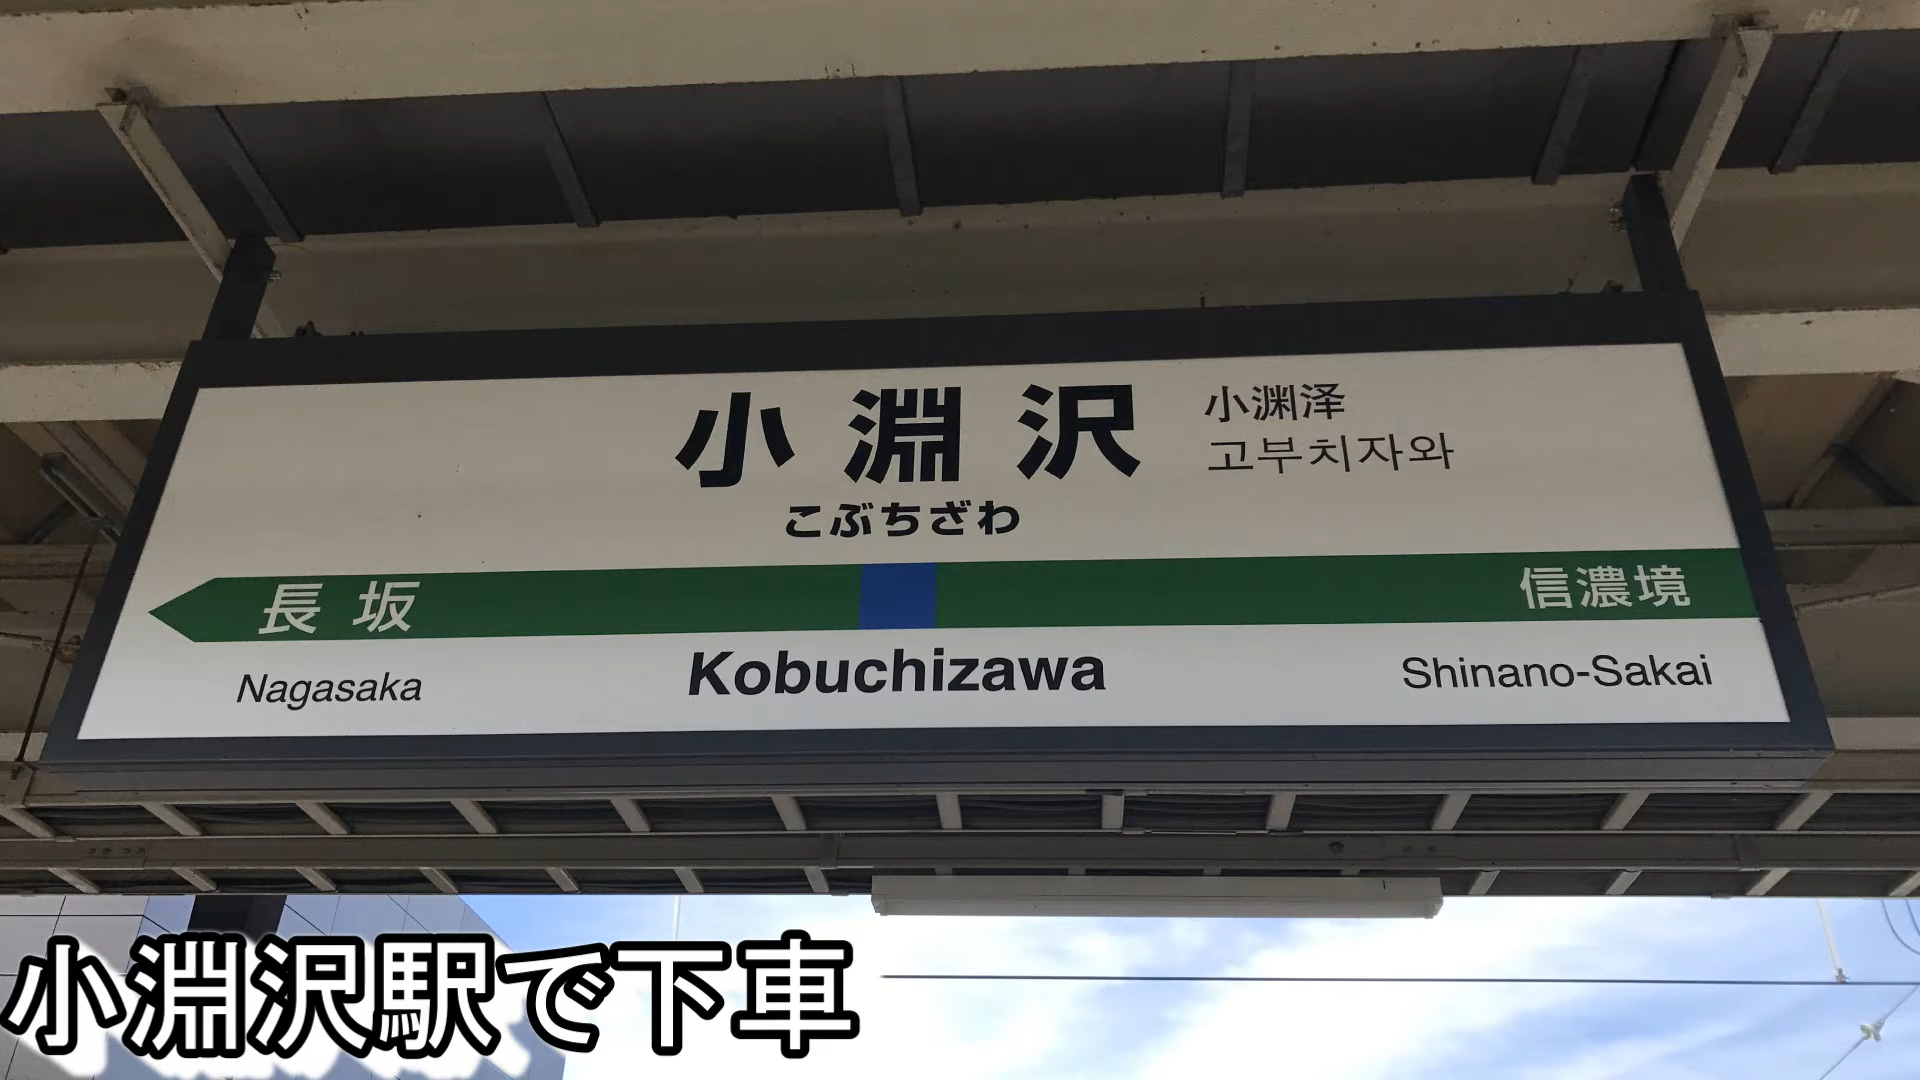 小淵沢
小渊泽
고부치자와
こぶちざわ
長坂
信濃境
Nagasaka
Kobuchizawa
Shinano-Sakai
小淵沢駅で下車